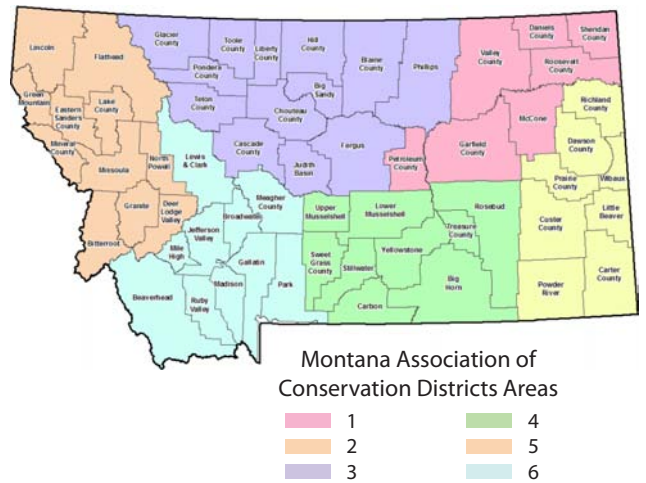 Lincoln
Flathead
Glacier
County
Toole
County
Liberty
County
Hill
County
Blaine
County
Phillips
Valley
County
Daniels
County
Sheridan
County
Roosevelt
County
Pondera
County
Big
Sandy
Green
Mountain
Eastern
Sanders
County
Lake
County
Teton
County
Chouteau
County
Richland
County
McCone
Mineral
County
Missoula
North
Powell
Lewis
& Clark
Cascade
County
Judith
Basin
Fergus
Petroleum
County
Garfield
County
Dawson
County
Prairie
County
Wibaux
Granite
Deer
Lodge
Valley
Bitterroot
Meagher
County
Broadwater
Jefferson
Valley
Mile
High
Upper
Musselshell
Lower
Musselshell
Rosebud
Treasure
County
Custer
County
Little
Beaver
Gallatin
Sweet
Grass
County
Stillwater
Yellowstone
Big
Horn
Beaverhead
Ruby
Valley
Madison
Park
Carbon
Powder
River
Carter
County
Montana Association of
Conservation Districts Areas
1
2
3
4
5
6